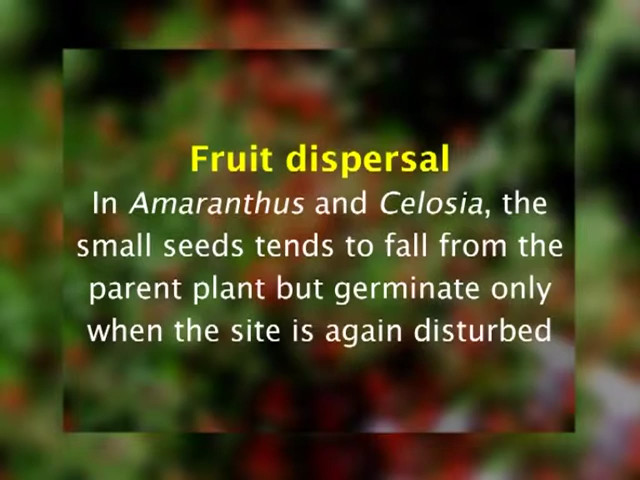 Fruit dispersal
In Amaranthus and Celosia, the
small seeds tends to fall from the
parent plant but germinate only
when the site is again disturbed